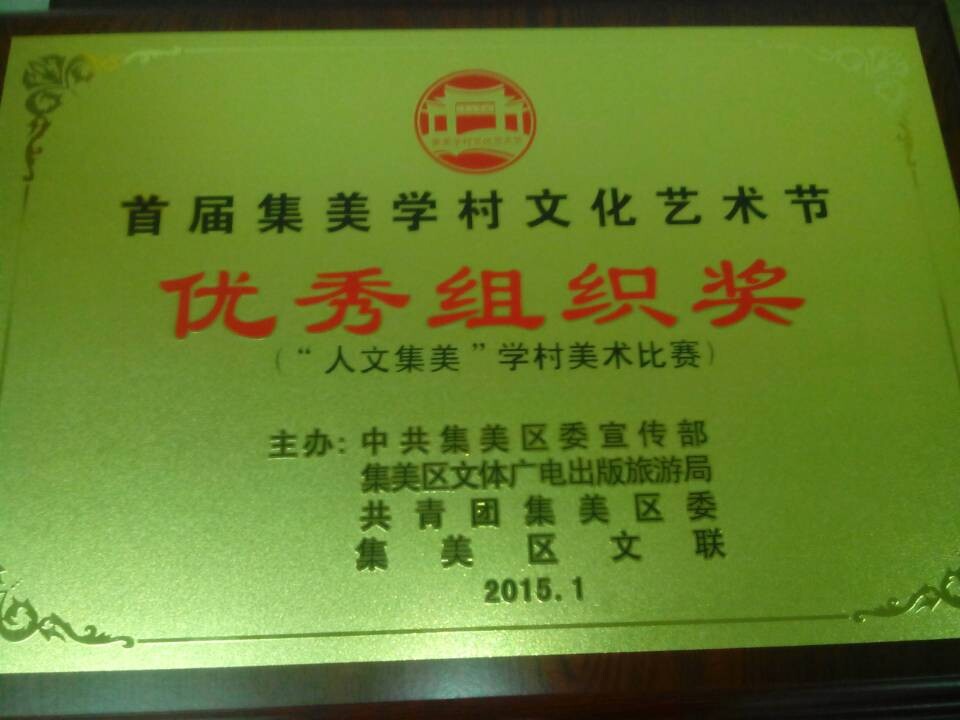 首届集美学村文化艺术节
优秀组织奖
（“人文集美”学村美术比赛）
主办：中共集美区委宣传部
集美区文体广电出版旅游局
共青团集美区委
集美区文联
2015.1